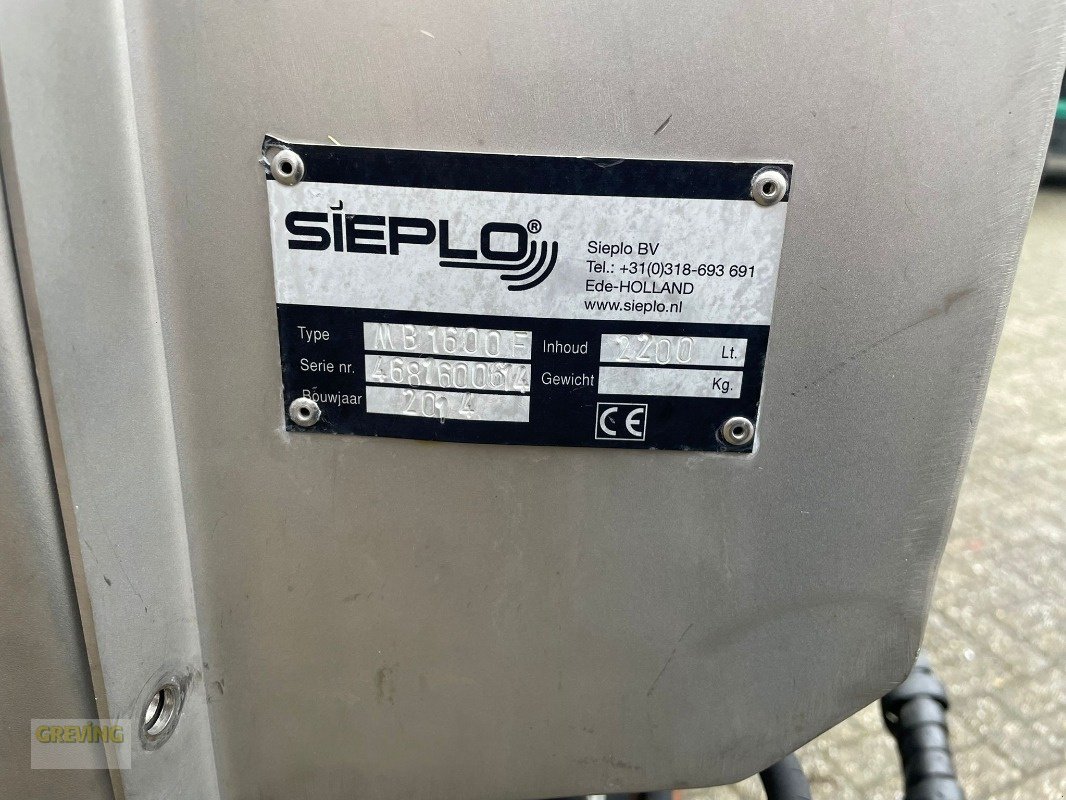 SIEPLO®
Sieplo BV
Tel.: +31(0)318-693 691
Ede-HOLLAND
www.sieplo.nl
Type MB1600F Inhoud 2200 Lt.
Serie nr. 4681600614 Gewicht Kg.
Bouwjaar 2014 CE
GREVING